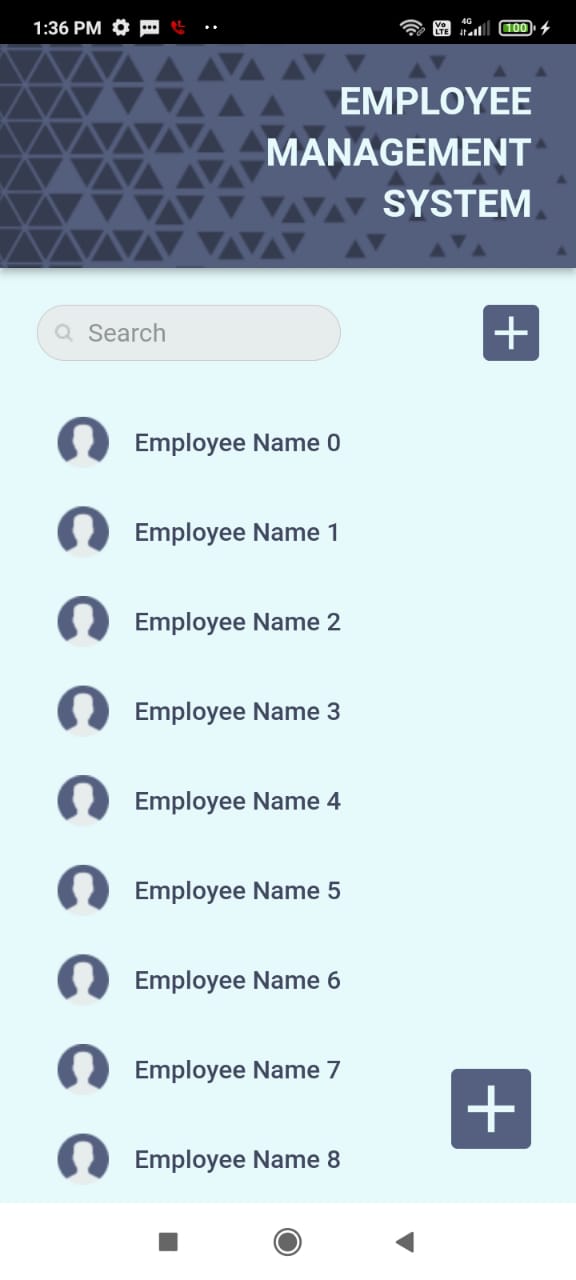 1:36 PM
Vo LTE
4G
100
EMPLOYEE
MANAGEMENT
SYSTEM
Search
Employee Name 0
Employee Name 1
Employee Name 2
Employee Name 3
Employee Name 4
Employee Name 5
Employee Name 6
Employee Name 7
Employee Name 8